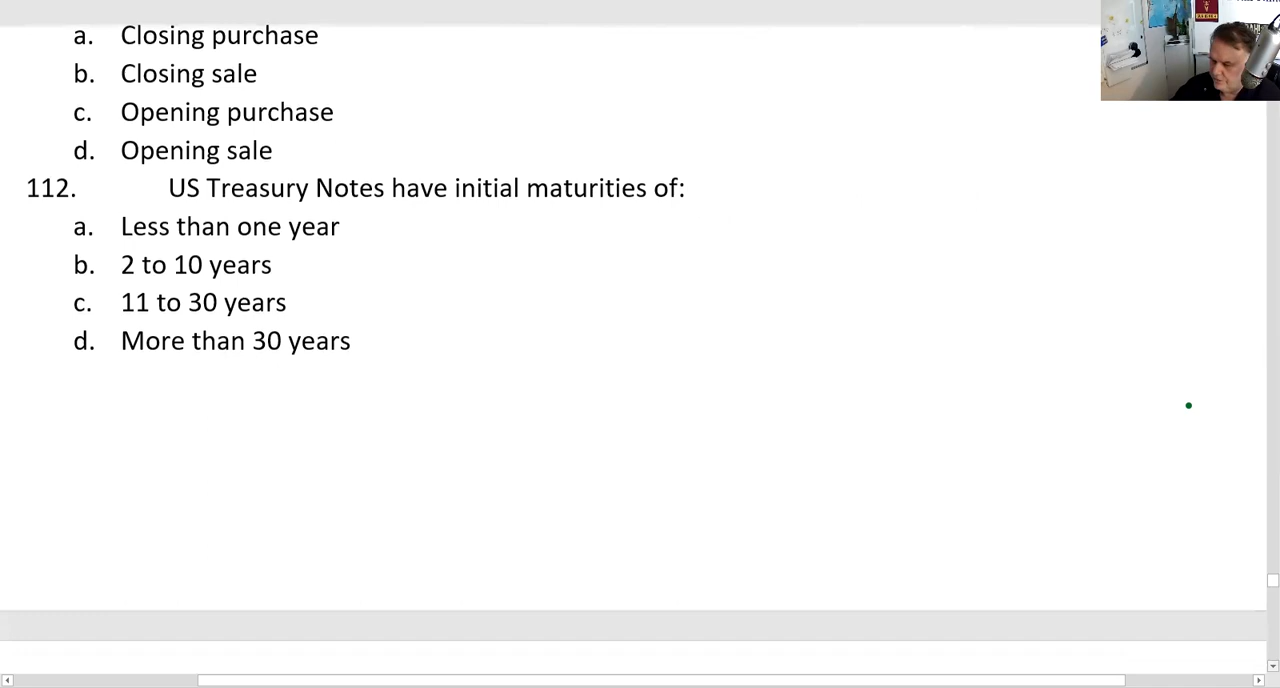 a. Closing purchase
b. Closing sale
c. Opening purchase
d. Opening sale
112. US Treasury Notes have initial maturities of:
a. Less than one year
b. 2 to 10 years
c. 11 to 30 years
d. More than 30 years